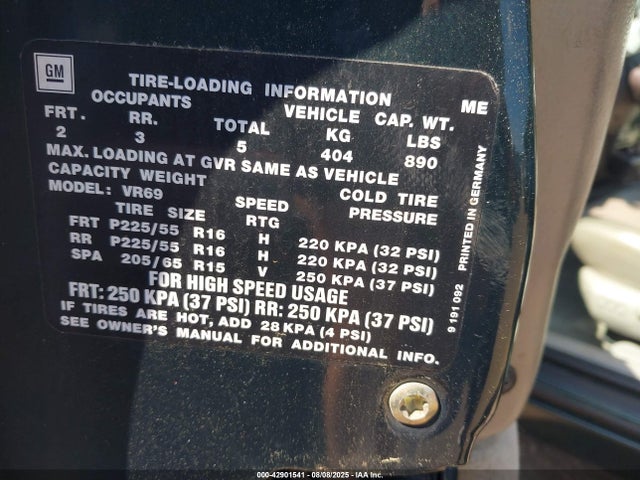 GM
TIRE-LOADING INFORMATION ME
OCCUPANTS VEHICLE CAP. WT.
FRT. RR. TOTAL KG LBS
2 3 5 404 890
MAX. LOADING AT GVR SAME AS VEHICLE
CAPACITY WEIGHT
MODEL: VR69 COLD TIRE
TIRE SIZE SPEED PRESSURE
RTG
FRT P225/55 R16 H 220 KPA (32 PSI)
RR P225/55 R16 H 220 KPA (32 PSI)
SPA 205/65 R15 V 250 KPA (37 PSI)
FOR HIGH SPEED USAGE
FRT: 250 KPA (37 PSI) RR: 250 KPA (37 PSI)
IF TIRES ARE HOT, ADD 28 KPA (4 PSI)
SEE OWNER'S MANUAL FOR ADDITIONAL INFO.
9 191 092 PRINTED IN GERMANY
000-42901541 - 08/08/2025 - IAA Inc.